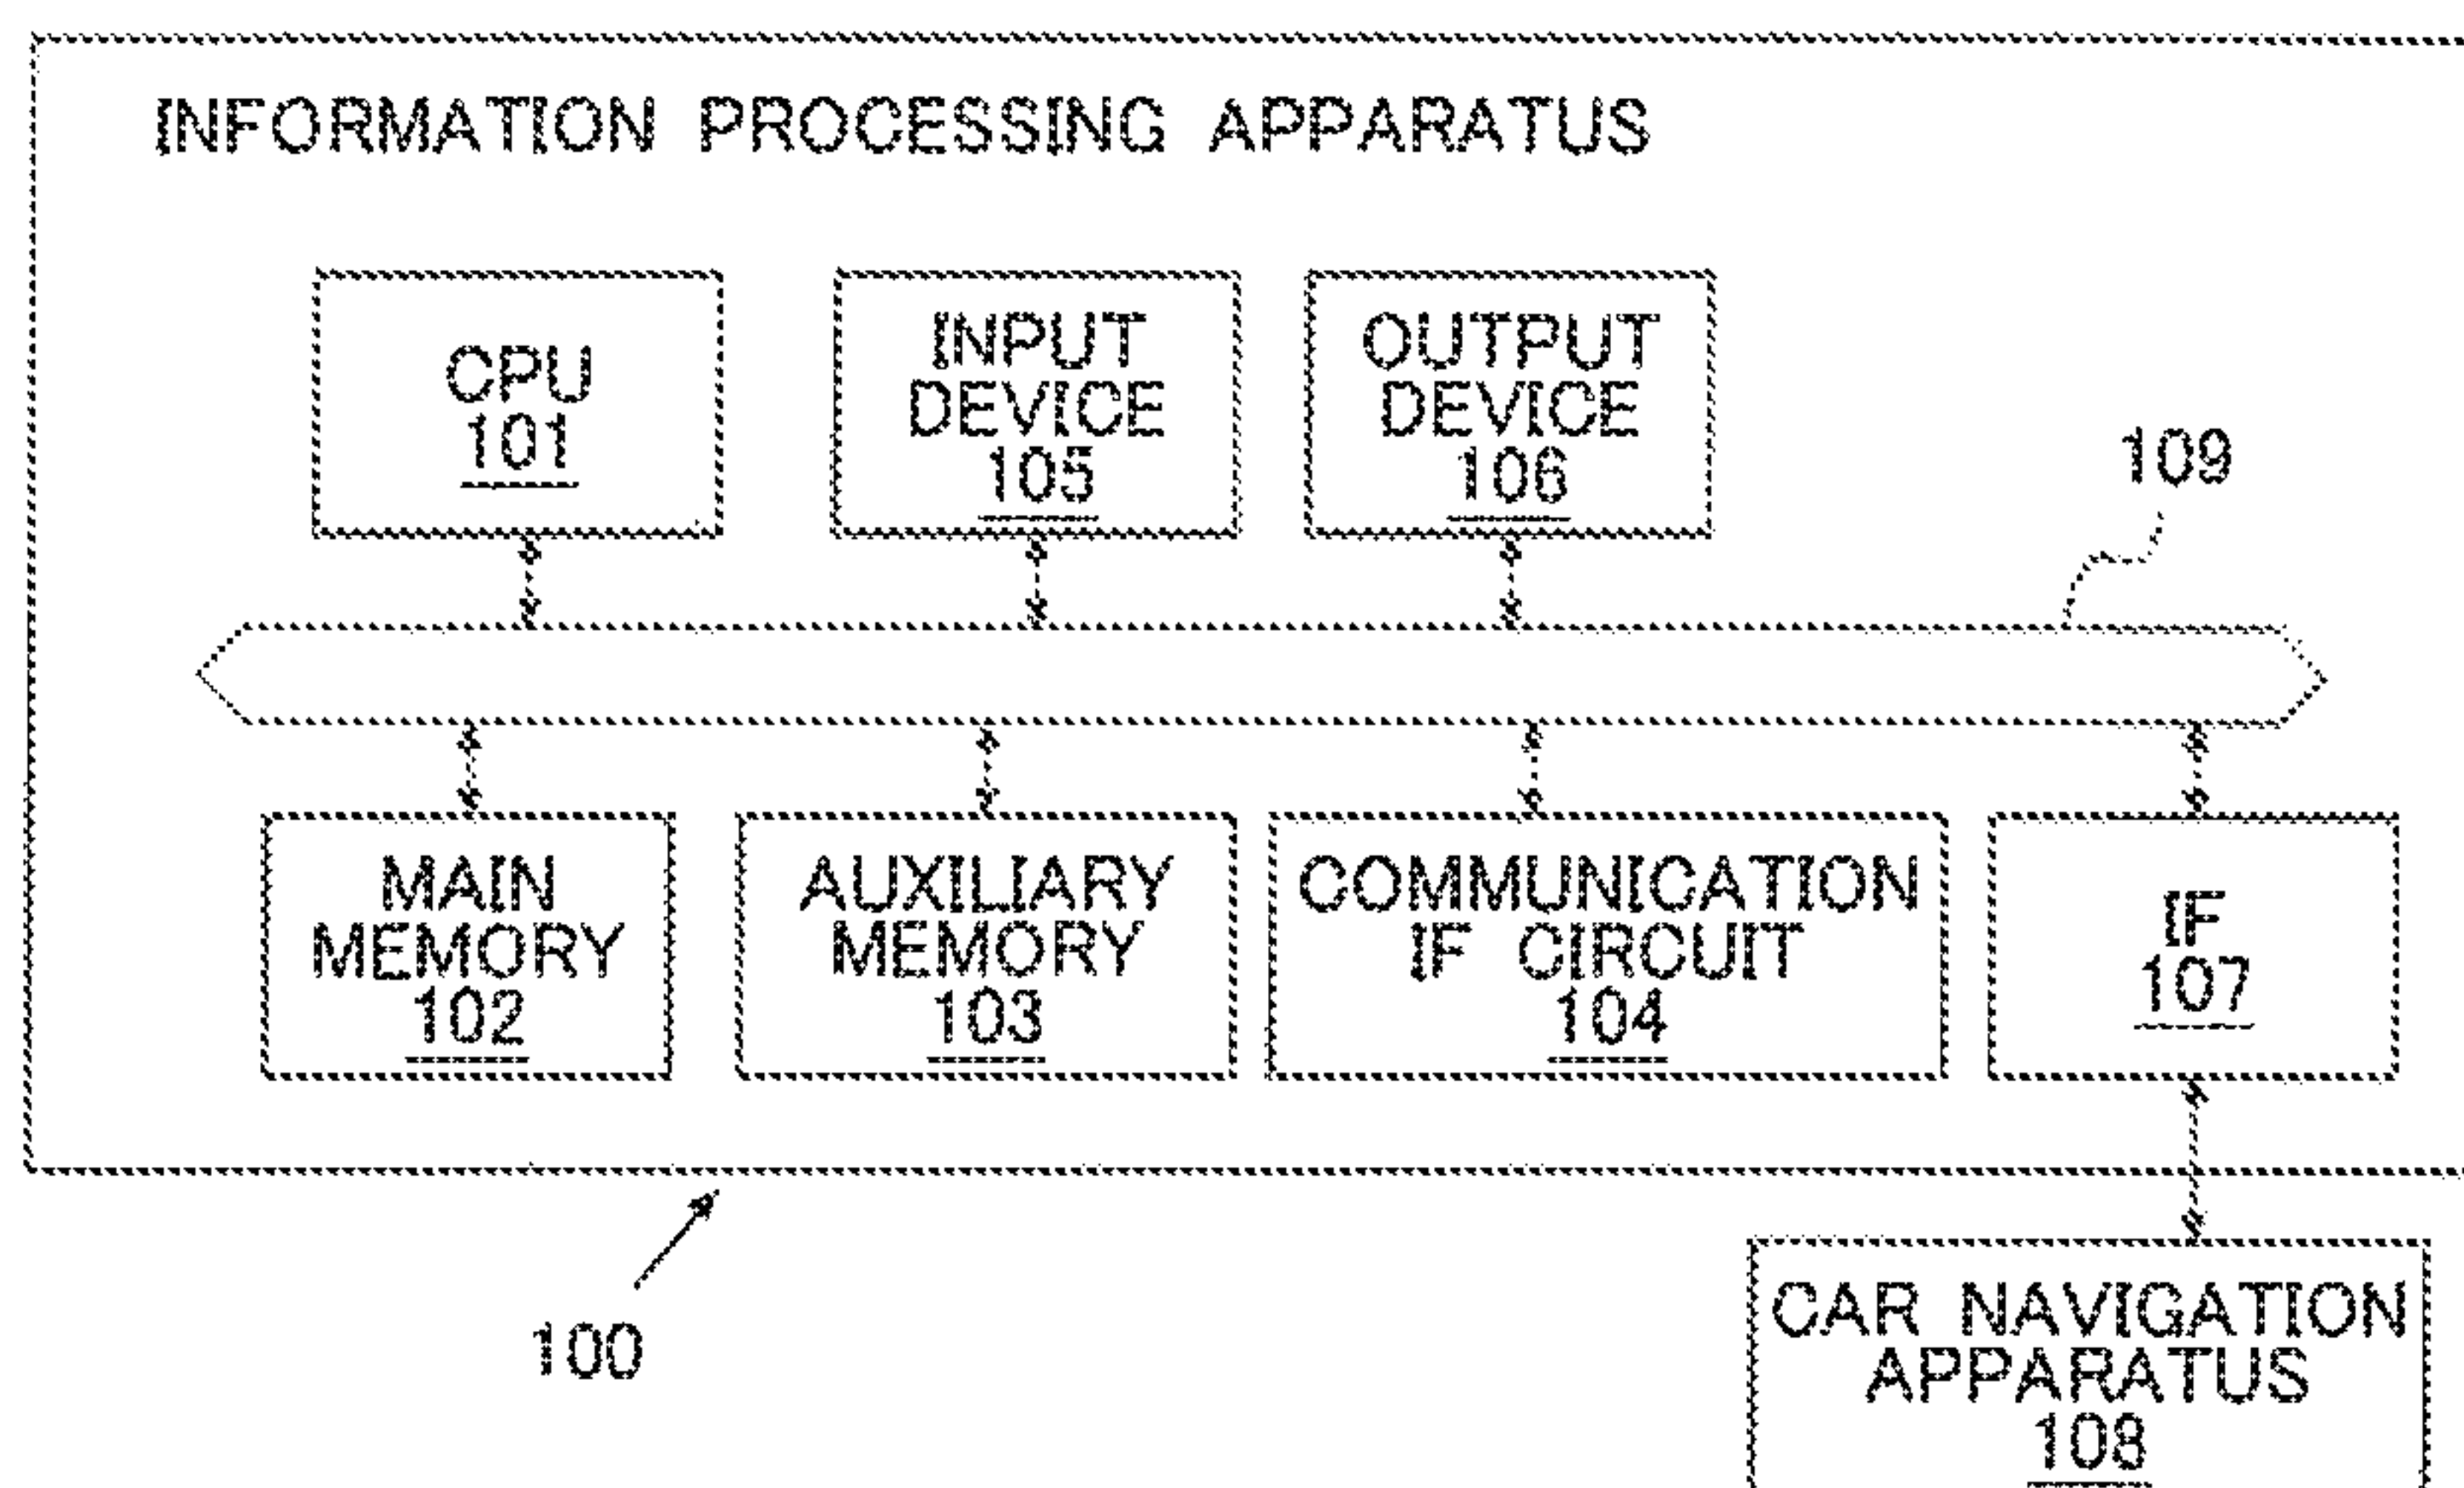 INFORMATION PROCESSING APPARATUS
CPU
101
INPUT
DEVICE
105
OUTPUT
DEVICE
106
109
MAIN
MEMORY
102
AUXILIARY
MEMORY
103
COMMUNICATION
IF CIRCUIT
104
IF
107
100
CAR NAVIGATION
APPARATUS
108